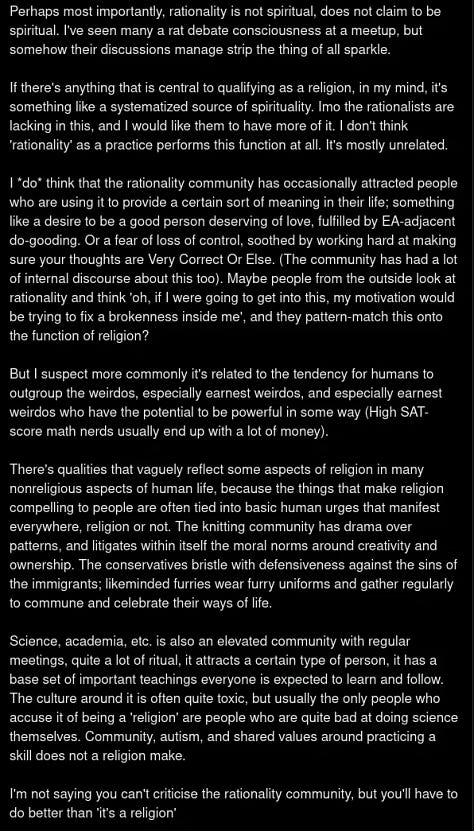 Perhaps most importantly, rationality is not spiritual, does not claim to be
spiritual. I've seen many a rat debate consciousness at a meetup, but
somehow their discussions manage strip the thing of all sparkle.

If there's anything that is central to qualifying as a religion, in my mind, it's
something like a systematized source of spirituality. Imo the rationalists are
lacking in this, and I would like them to have more of it. I don't think
'rationality' as a practice performs this function at all. It's mostly unrelated.

I *do* think that the rationality community has occasionally attracted people
who are using it to provide a certain sort of meaning in their life; something
like a desire to be a good person deserving of love, fulfilled by EA-adjacent
do-gooding. Or a fear of loss of control, soothed by working hard at making
sure your thoughts are Very Correct Or Else. (The community has had a lot
of internal discourse about this too). Maybe people from the outside look at
rationality and think 'oh, if I were going to get into this, my motivation would
be trying to fix a brokenness inside me', and they pattern-match this onto
the function of religion?

But I suspect more commonly it's related to the tendency for humans to
outgroup the weirdos, especially earnest weirdos, and especially earnest
weirdos who have the potential to be powerful in some way (High SAT-
score math nerds usually end up with a lot of money).

There's qualities that vaguely reflect some aspects of religion in many
nonreligious aspects of human life, because the things that make religion
compelling to people are often tied into basic human urges that manifest
everywhere, religion or not. The knitting community has drama over
patterns, and litigates within itself the moral norms around creativity and
ownership. The conservatives bristle with defensiveness against the sins of
the immigrants; likeminded furries wear furry uniforms and gather regularly
to commune and celebrate their ways of life.

Science, academia, etc. is also an elevated community with regular
meetings, quite a lot of ritual, it attracts a certain type of person, it has a
base set of important teachings everyone is expected to learn and follow.
The culture around it is often quite toxic, but usually the only people who
accuse it of being a 'religion' are people who are quite bad at doing science
themselves. Community, autism, and shared values around practicing a
skill does not a religion make.

I'm not saying you can't criticise the rationality community, but you'll have to
do better than 'it's a religion'